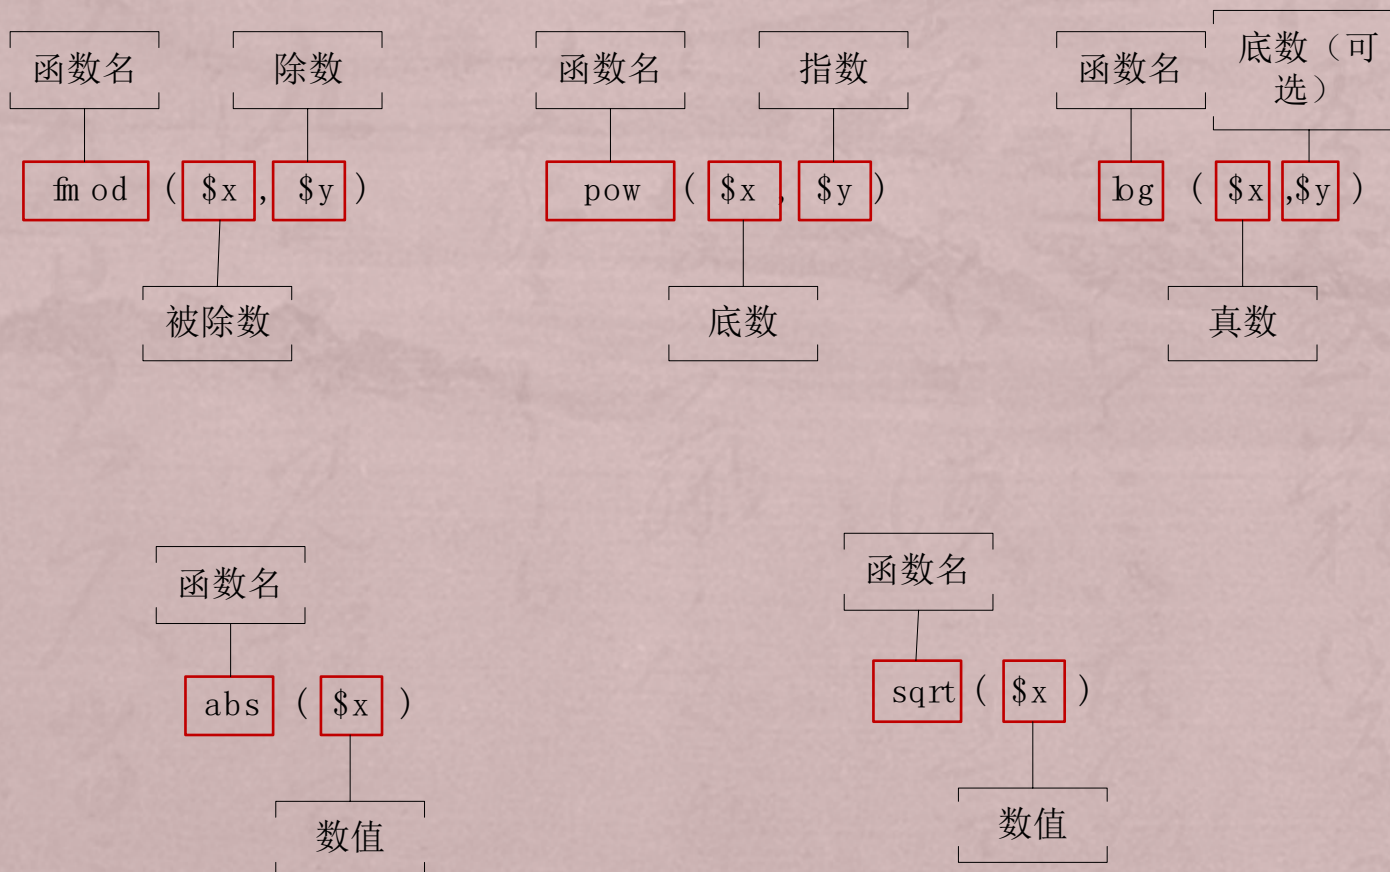 函数名
除数
fmod ( $x , $y )
被除数
函数名
指数
pow ( $x , $y )
底数
函数名
底数（可
选）
log ( $x ,$y )
真数
函数名
abs ( $x )
数值
函数名
sqrt ( $x )
数值